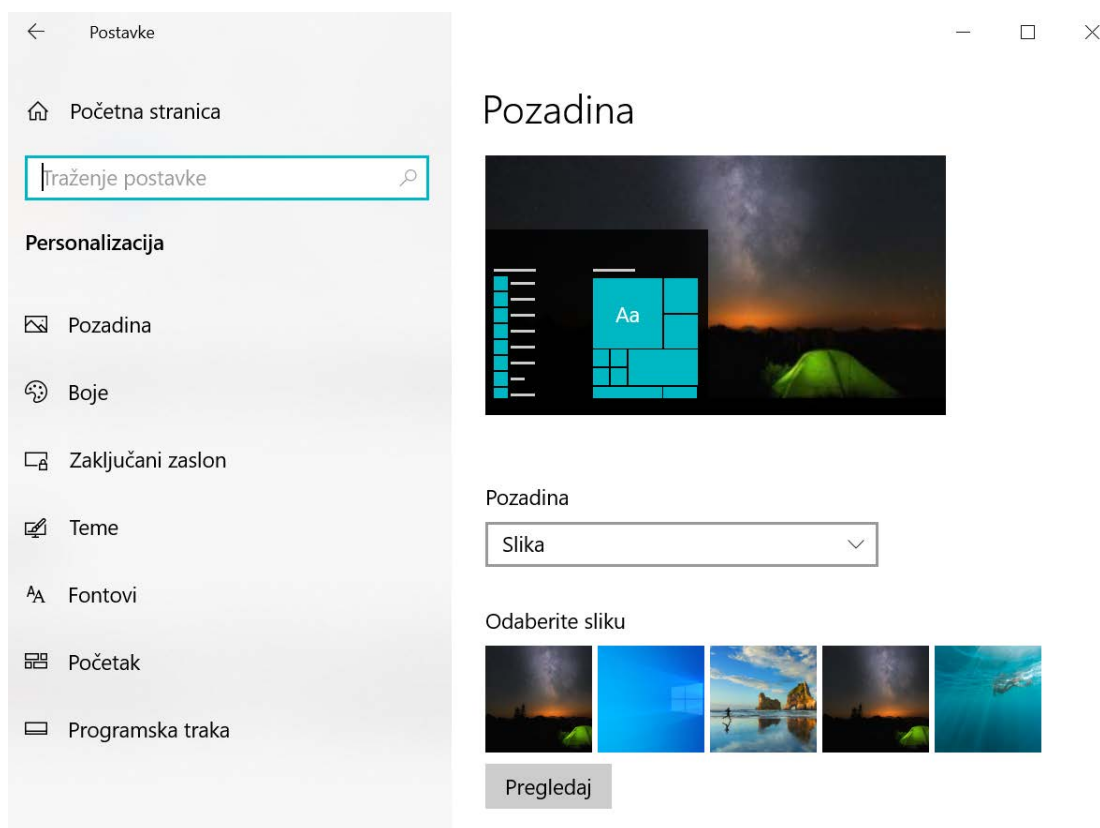 Postavke
Početna stranica
Traženje postavke
Personalizacija
Pozadina
Boje
Zaključani zaslon
Teme
Fontovi
Početak
Programska traka
Pozadina
Aa
Pozadina
Slika
Odaberite sliku
Pregledaj